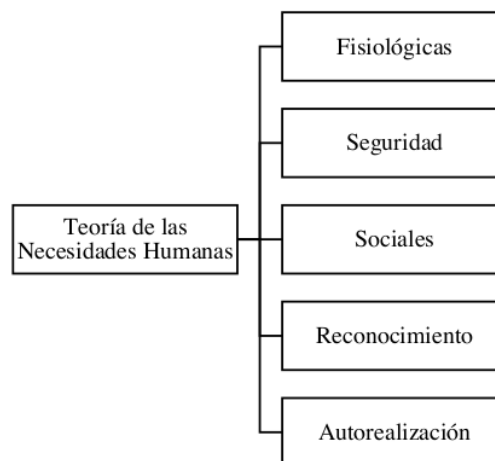 Fisiológicas
Seguridad
Teoría de las
Necesidades Humanas
Sociales
Reconocimiento
Autorealización